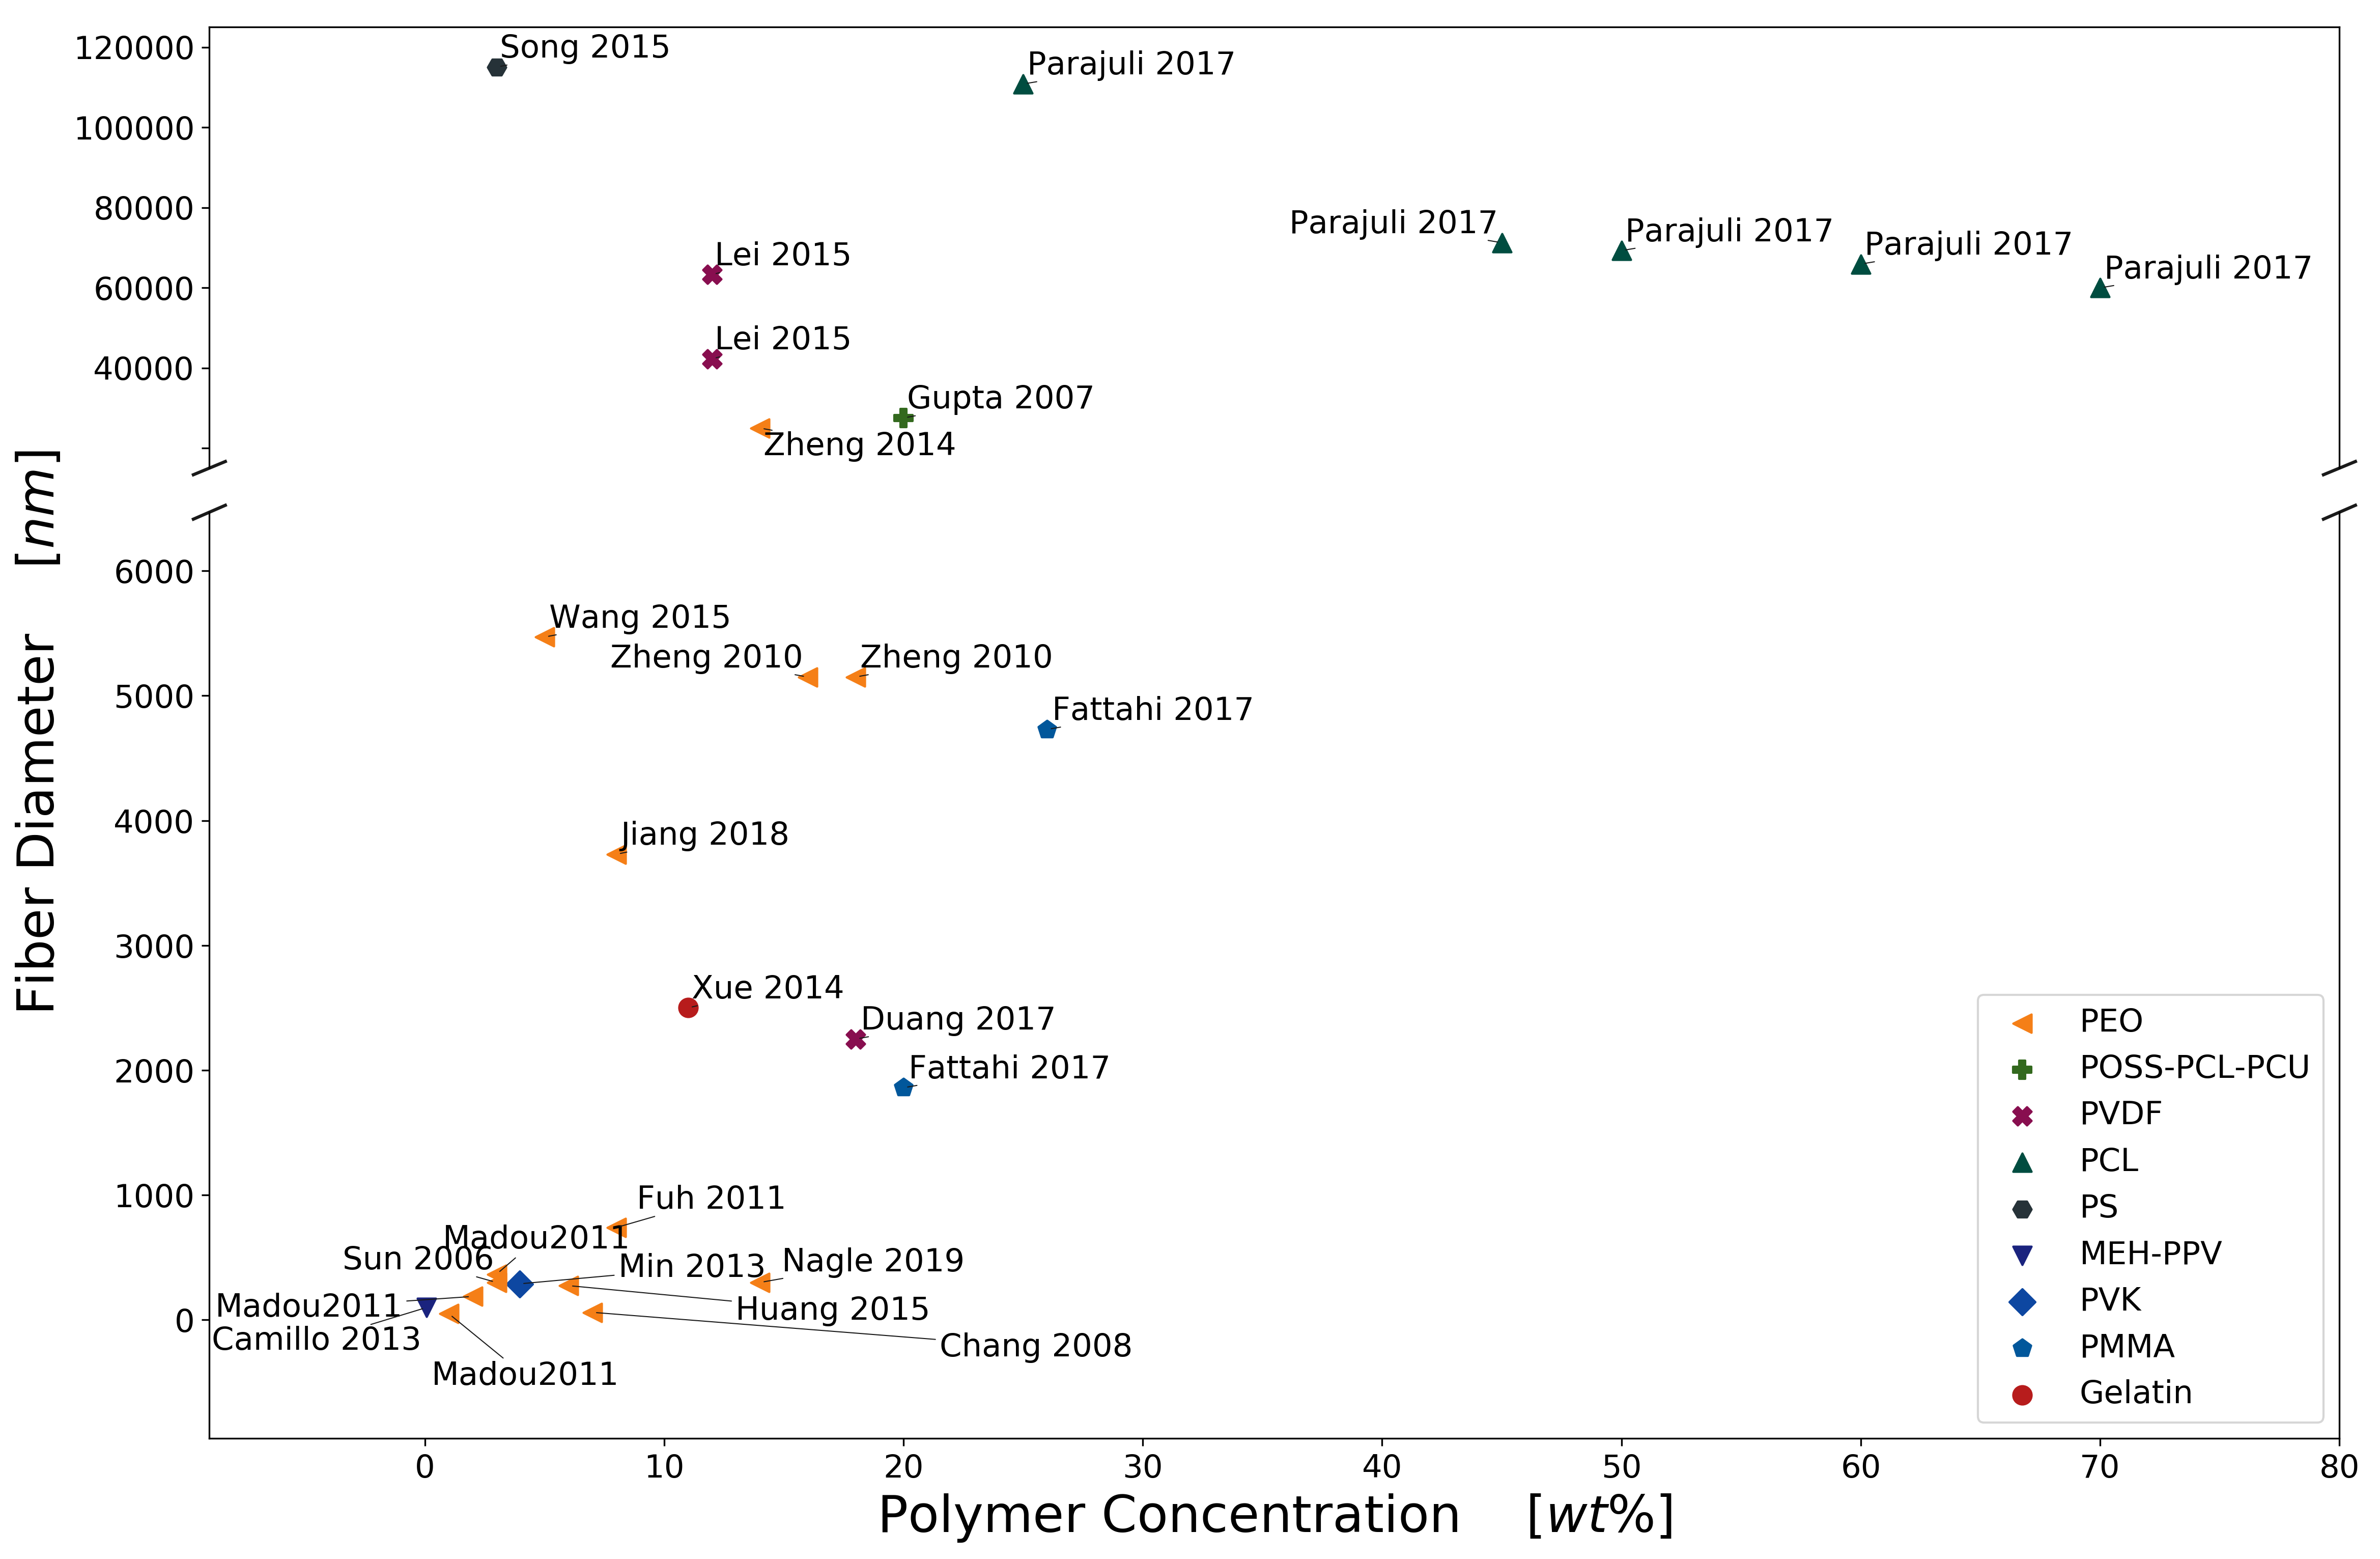 120000
100000
80000
60000
40000
Song 2015
Parajuli 2017
Parajuli 2017
Parajuli 2017
Parajuli 2017
Parajuli 2017
Lei 2015
Lei 2015
Gupta 2007
Zheng 2014
Fiber Diameter [nm]
6000
5000
4000
3000
2000
1000
0
Wang 2015
Zheng 2010
Zheng 2010
Fattahi 2017
Jiang 2018
Xue 2014
Duang 2017
Fattahi 2017
Fuh 2011
Madou2011
Sun 2006
Min 2013
Nagle 2019
Madou2011
Huang 2015
Camillo 2013
Chang 2008
Madou2011
PEO
POSS-PCL-PCU
PVDF
PCL
PS
MEH-PPV
PVK
PMMA
Gelatin
0 10 20 30 40 50 60 70 80
Polymer Concentration [wt%]